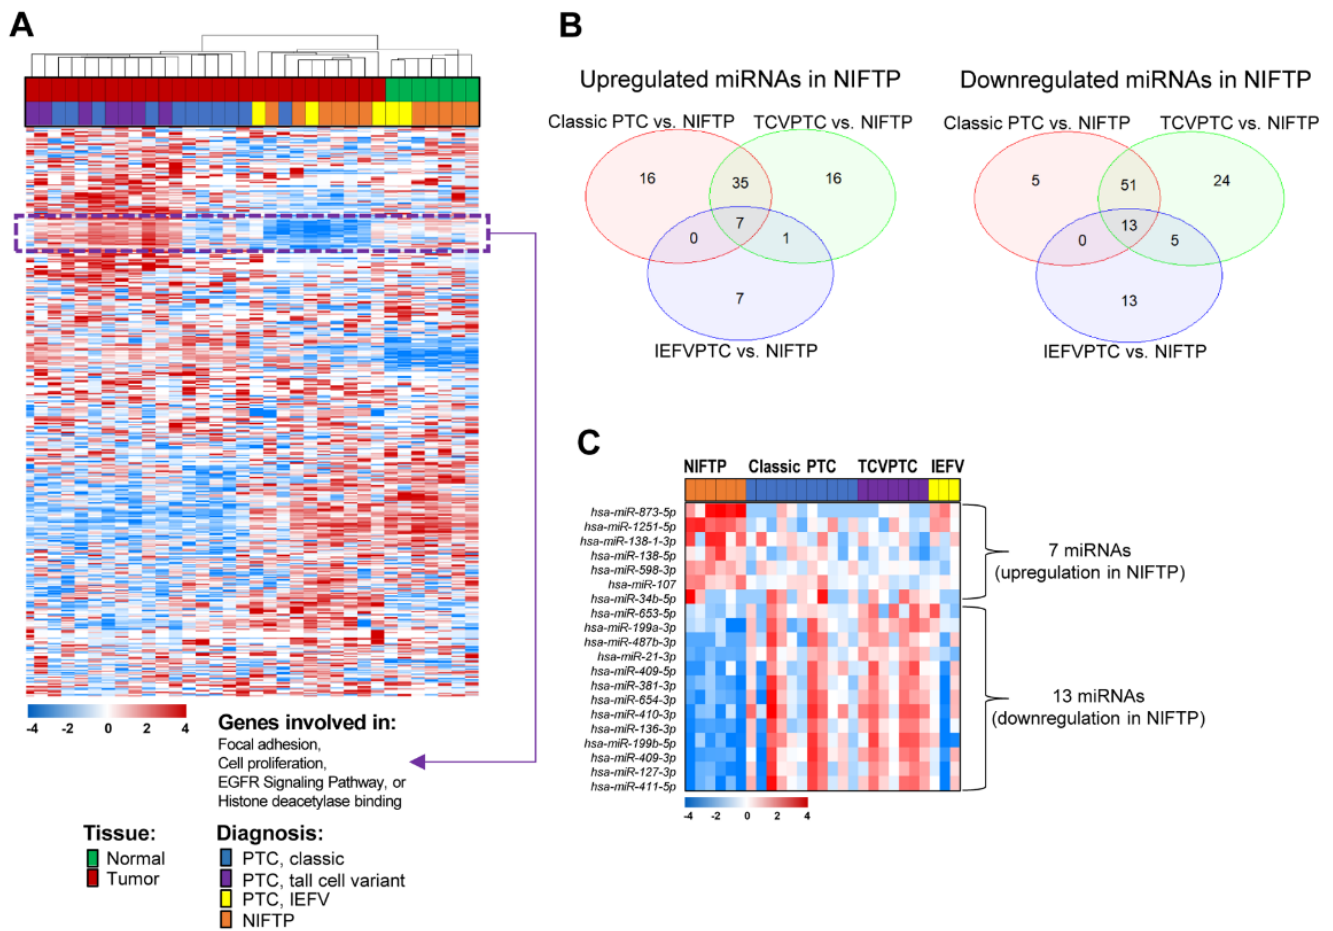 A
-4 -2 0 2 4
Genes involved in:
Focal adhesion,
Cell proliferation,
EGFR Signaling Pathway, or
Histone deacetylase binding
Tissue:
Normal
Tumor
Diagnosis:
PTC, classic
PTC, tall cell variant
PTC, IEFV
NIFTP
B
Upregulated miRNAs in NIFTP
Classic PTC vs. NIFTP TCVPTC vs. NIFTP
16 35 16
7
0 1
7
IEFVPTC vs. NIFTP
Downregulated miRNAs in NIFTP
Classic PTC vs. NIFTP TCVPTC vs. NIFTP
5 51 24
13
0 5
13
IEFVPTC vs. NIFTP
C
NIFTP Classic PTC TCVPTC IEFV
hsa-miR-873-5p
hsa-miR-1251-5p
hsa-miR-138-1-3p
hsa-miR-138-5p
hsa-miR-598-3p
hsa-miR-107
hsa-miR-34b-5p
hsa-miR-653-5p
hsa-miR-199a-3p
hsa-miR-487b-3p
hsa-miR-21-3p
hsa-miR-409-5p
hsa-miR-381-3p
hsa-miR-654-3p
hsa-miR-410-3p
hsa-miR-136-3p
hsa-miR-199b-5p
hsa-miR-409-3p
hsa-miR-127-3p
hsa-miR-411-5p
7 miRNAs
(upregulation in NIFTP)
13 miRNAs
(downregulation in NIFTP)
-4 -2 0 2 4